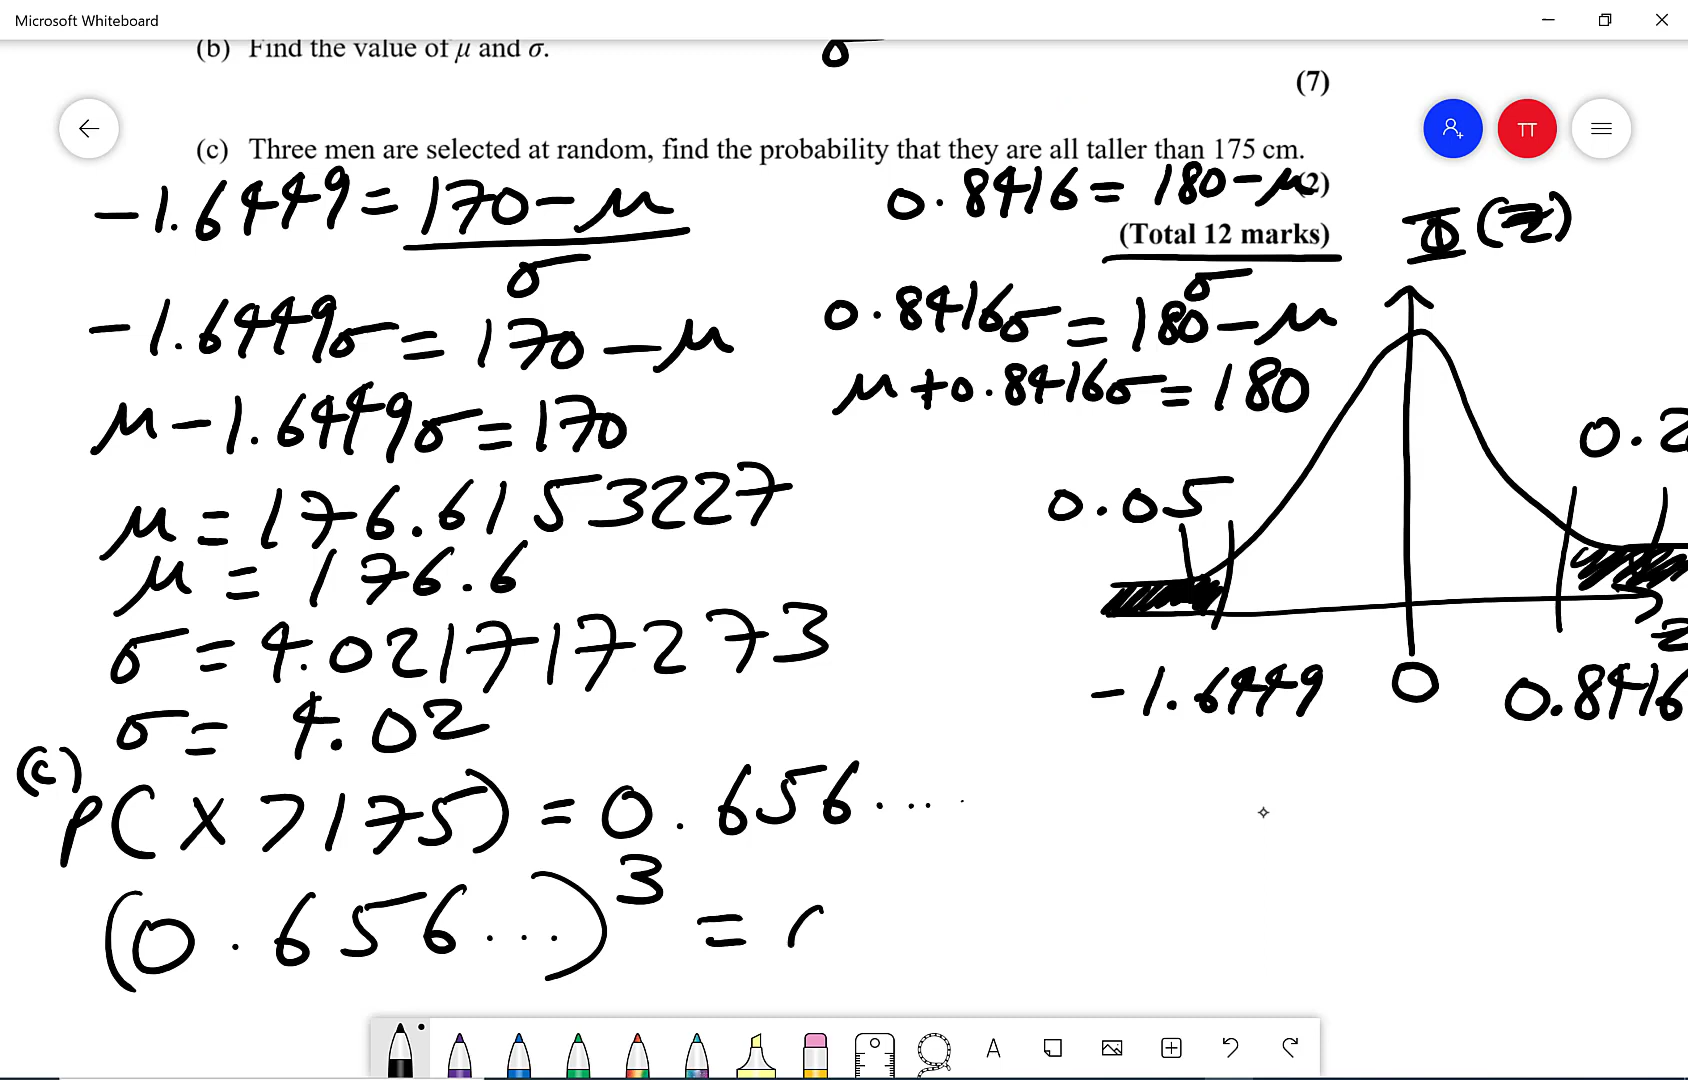 Microsoft Whiteboard
(b) Find the value of μ and σ.
σ
(7)
TT
(c) Three men are selected at random, find the probability that they are all taller than 175 cm.
(2)
(Total 12 marks)
-1.6449 = 170 - μ
σ
-1.6449σ = 170 - μ
μ - 1.6449σ = 170
μ = 176.6153227
μ = 176.6
σ = 4.021717273
σ = 4.02
0.8416 = 180 - μ
σ
0.8416σ = 180 - μ
μ + 0.8416σ = 180
Φ(z)
0.05
0.2
z
-1.6449 0 0.8416
(c)
P(X > 175) = 0.656...
(0.656...)³ =
A